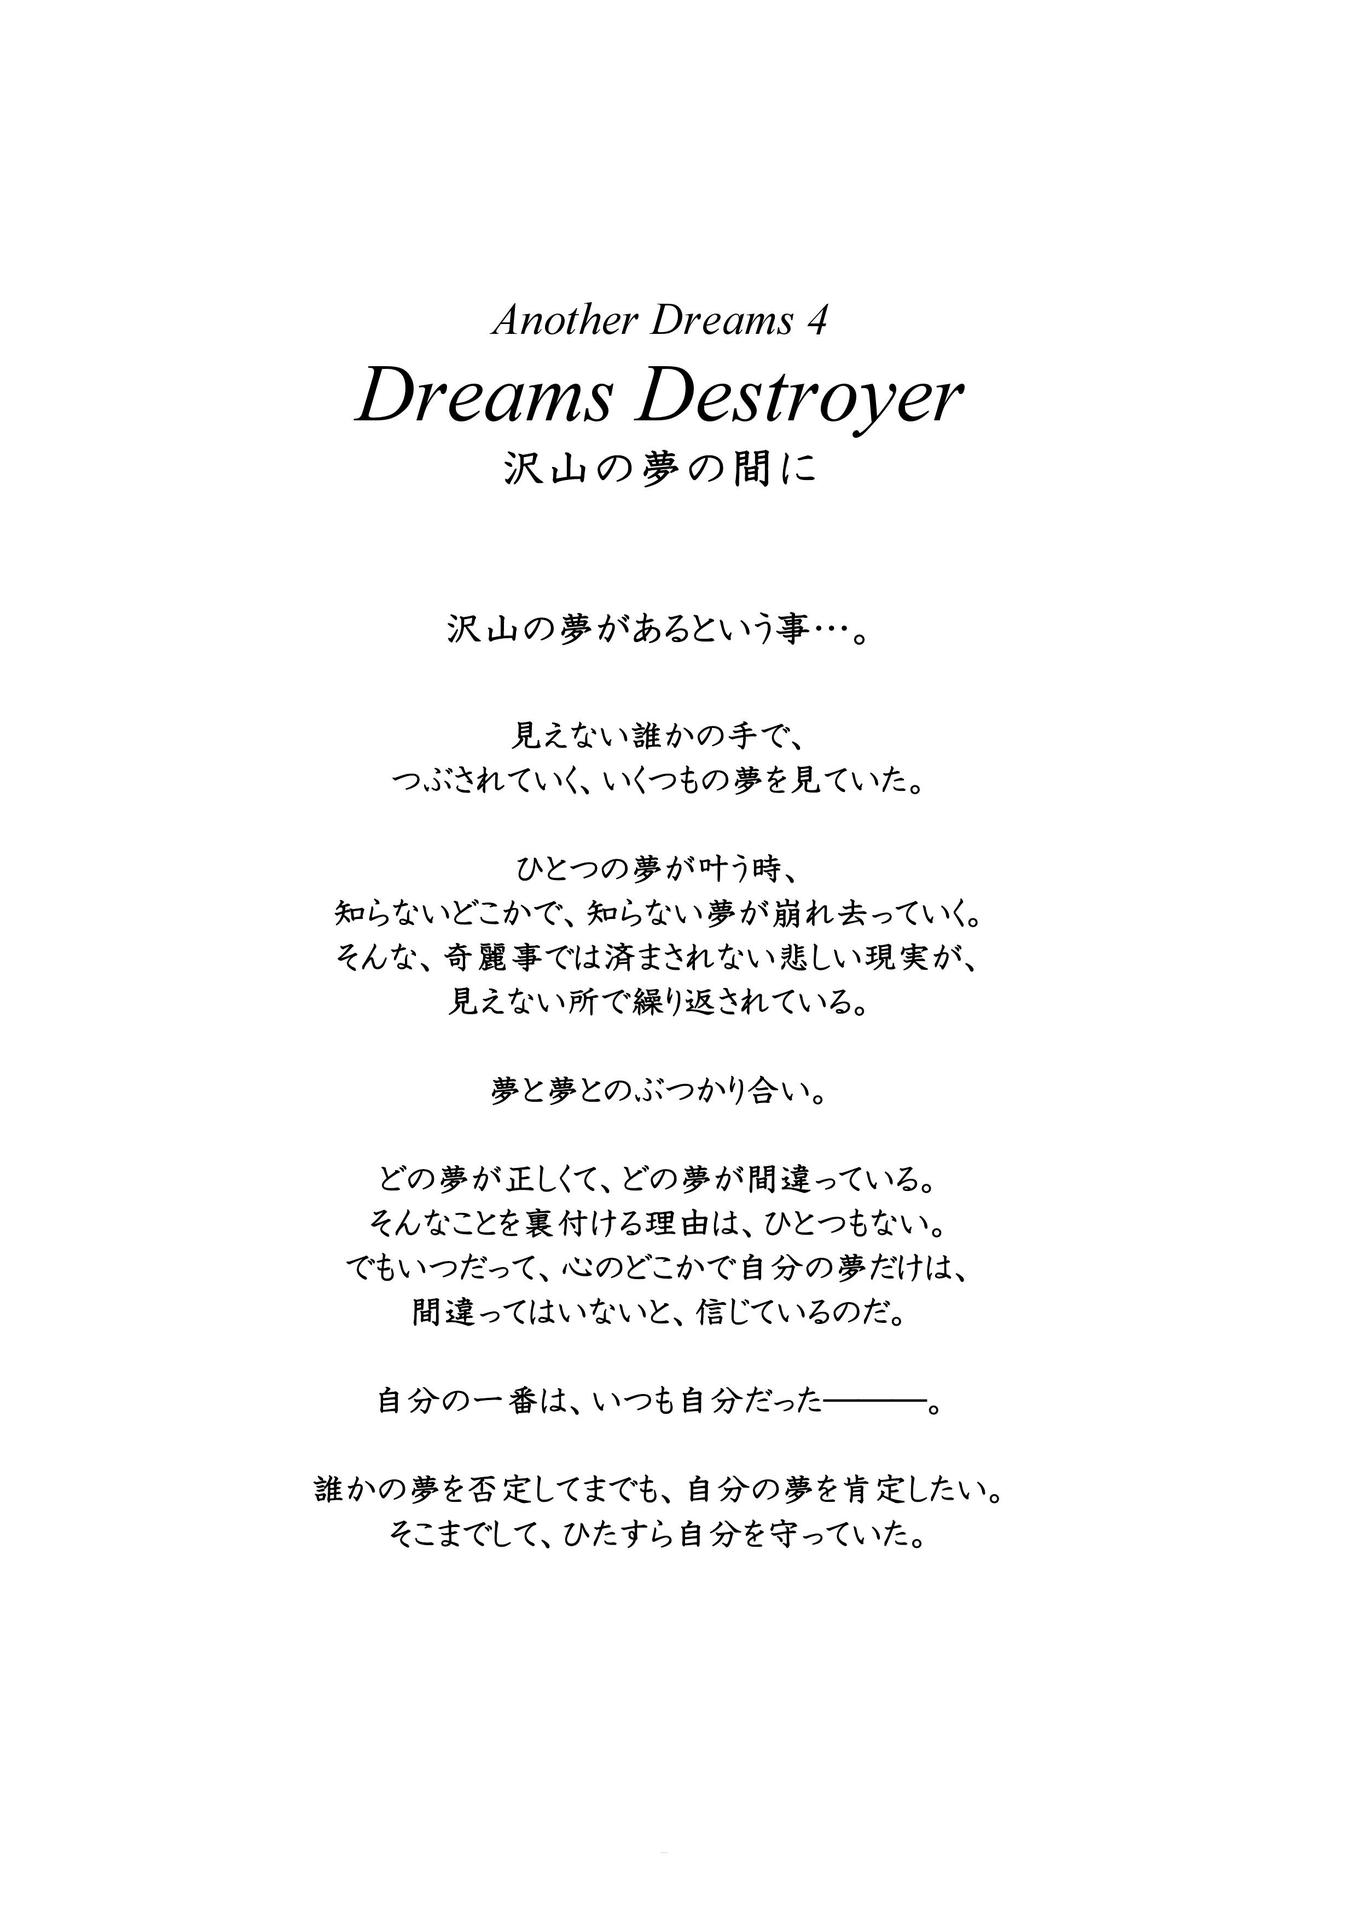 Another Dreams 4
Dreams Destroyer
沢山の夢の間に
沢山の夢があるという事…。
見えない誰かの手で、
つぶされていく、いくつもの夢を見ていた。
ひとつの夢が叶う時、
知らないどこかで、知らない夢が崩れ去っていく。
そんな、奇麗事では済まされない悲しい現実が、
見えない所で繰り返されている。
夢と夢とのぶつかり合い。
どの夢が正しくて、どの夢が間違っている。
そんなことを裏付ける理由は、ひとつもない。
でもいつだって、心のどこかで自分の夢だけは、
間違ってはいないと、信じているのだ。
自分の一番は、いつも自分だった―――。
誰かの夢を否定してまでも、自分の夢を肯定したい。
そこまでして、ひたすら自分を守っていた。